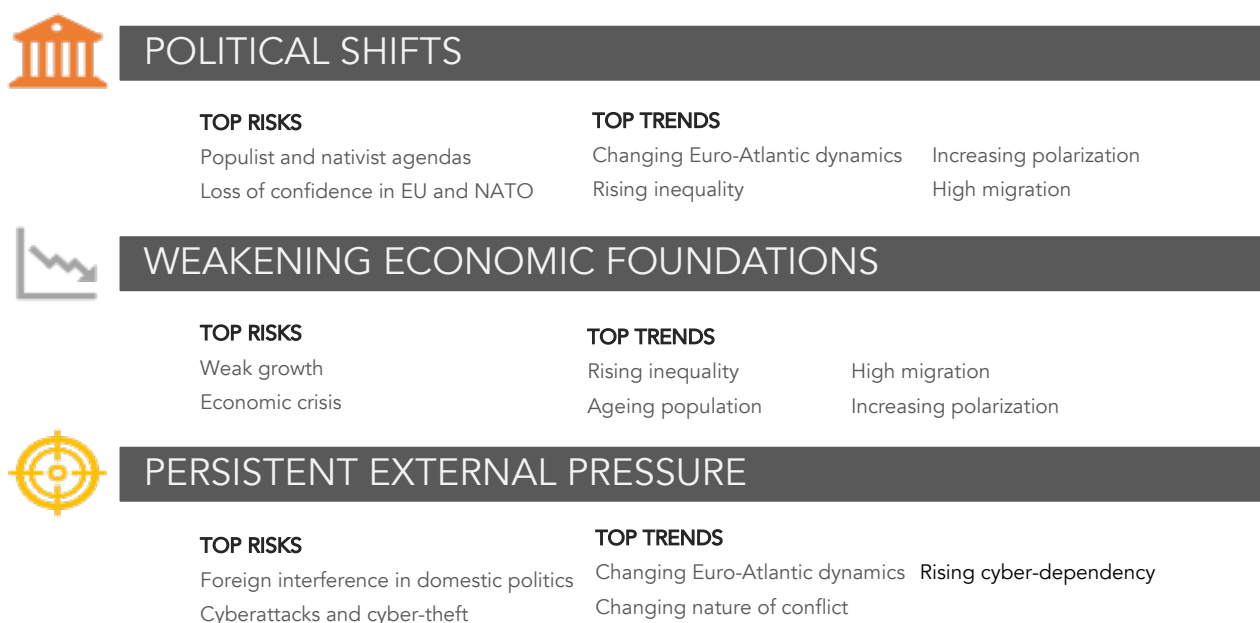 POLITICAL SHIFTS
TOP RISKS
Populist and nativist agendas
Loss of confidence in EU and NATO
TOP TRENDS
Changing Euro-Atlantic dynamics Increasing polarization
Rising inequality High migration
WEAKENING ECONOMIC FOUNDATIONS
TOP RISKS
Weak growth
Economic crisis
TOP TRENDS
Rising inequality High migration
Ageing population Increasing polarization
PERSISTENT EXTERNAL PRESSURE
TOP RISKS
Foreign interference in domestic politics
Cyberattacks and cyber-theft
TOP TRENDS
Changing Euro-Atlantic dynamics Rising cyber-dependency
Changing nature of conflict